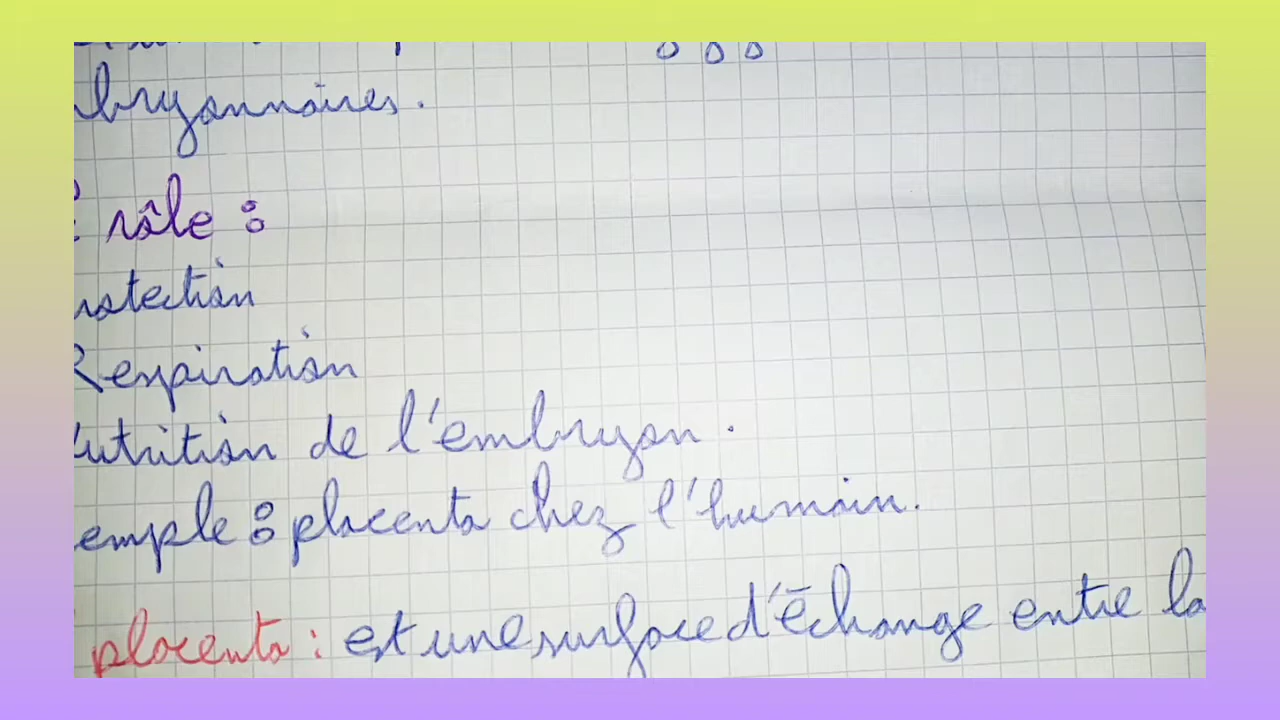 bryonnaires.
rôle :
rotection
Respiration
utrition de l'embryon.
emple : placenta chez l'humain.
placenta : est une surface d'échange entre la